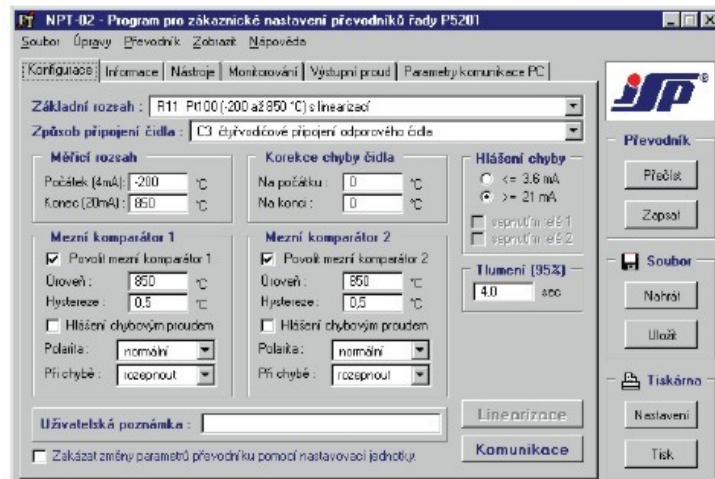 NPT-02 - Program pro zákaznické nastavení převodníků řady P5201
Soubor Úpravy Převodník Zobrazit Nápověda
Konfigurace Informace Nástroje Monitorování Výstupní proud Parametry komunikace PC
Základní rozsah : R11 Pt100 (-200 až 850 °C) s linearizací
Způsob připojení čidla : C3 čtyřvodičové připojení odporového čidla
Měřicí rozsah
Počátek (4mA): -200 °C
Konec (20mA): 850 °C
Korekce chyby čidla
Na počátku : 0 °C
Na konci : 0 °C
Hlášení chyby
<= 3.6 mA
>= 21 mA
sepnutím relé 1
sepnutím relé 2
Mezní komparátor 1
Povolit mezní komparátor 1
Úroveň : 850 °C
Hystereze : 0,5 °C
Hlášení chybovým proudem
Polarita : normální
Při chybě : rozepnout
Mezní komparátor 2
Povolit mezní komparátor 2
Úroveň : 850 °C
Hystereze : 0,5 °C
Hlášení chybovým proudem
Polarita : normální
Při chybě : rozepnout
Tlumení (95%)
4.0 sec
Uživatelská poznámka :
Linearizace
Zakázat změny parametrů převodníku pomocí nastavovací jednotky.
Komunikace
JSP®
Převodník
Přečíst
Zapsat
Soubor
Nahrát
Uložit
Tiskárna
Nastavení
Tisk